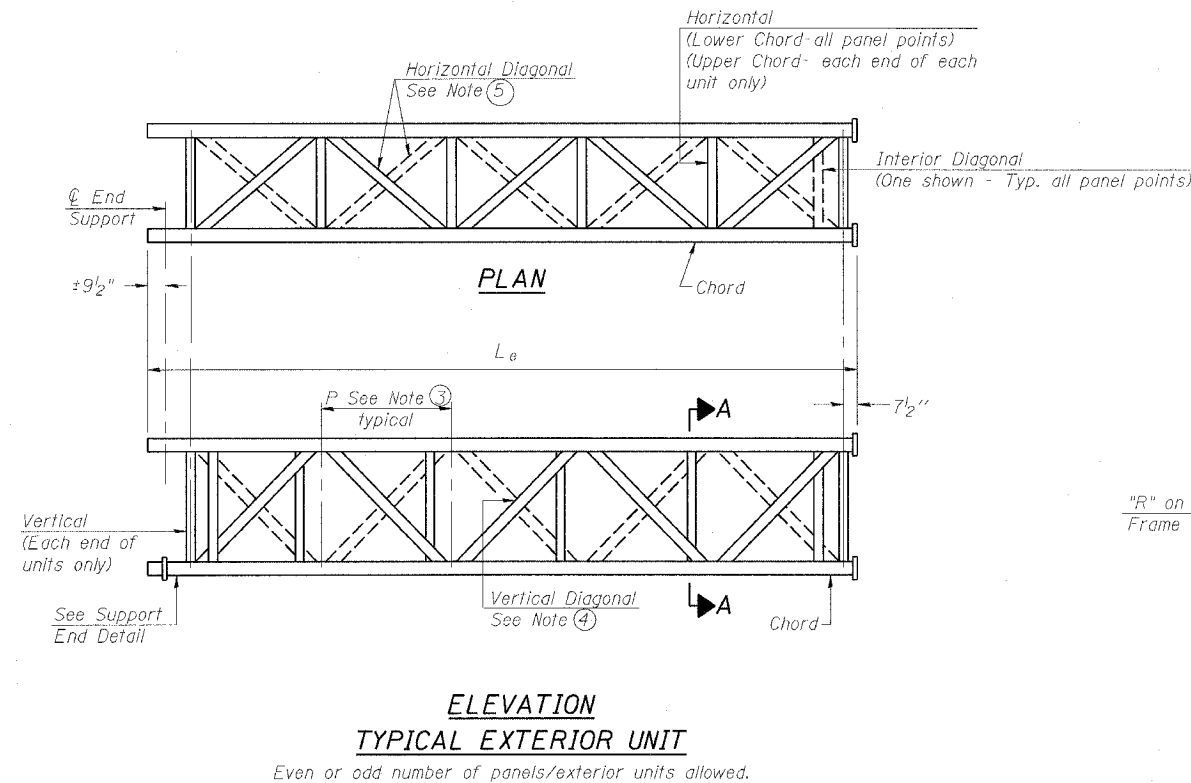 Horizontal
(Lower Chord-all panel points)
(Upper Chord- each end of each
unit only)
Horizontal Diagonal
See Note 5
Interior Diagonal
(One shown - Typ. all panel points)
℄ End
Support
±9½"
PLAN
Chord
Le
P See Note 3
typical
A
7½"
Vertical
(Each end of
units only)
"R" on
Frame
Vertical Diagonal
See Note 4
A
See Support
End Detail
Chord
ELEVATION
TYPICAL EXTERIOR UNIT
Even or odd number of panels/exterior units allowed.